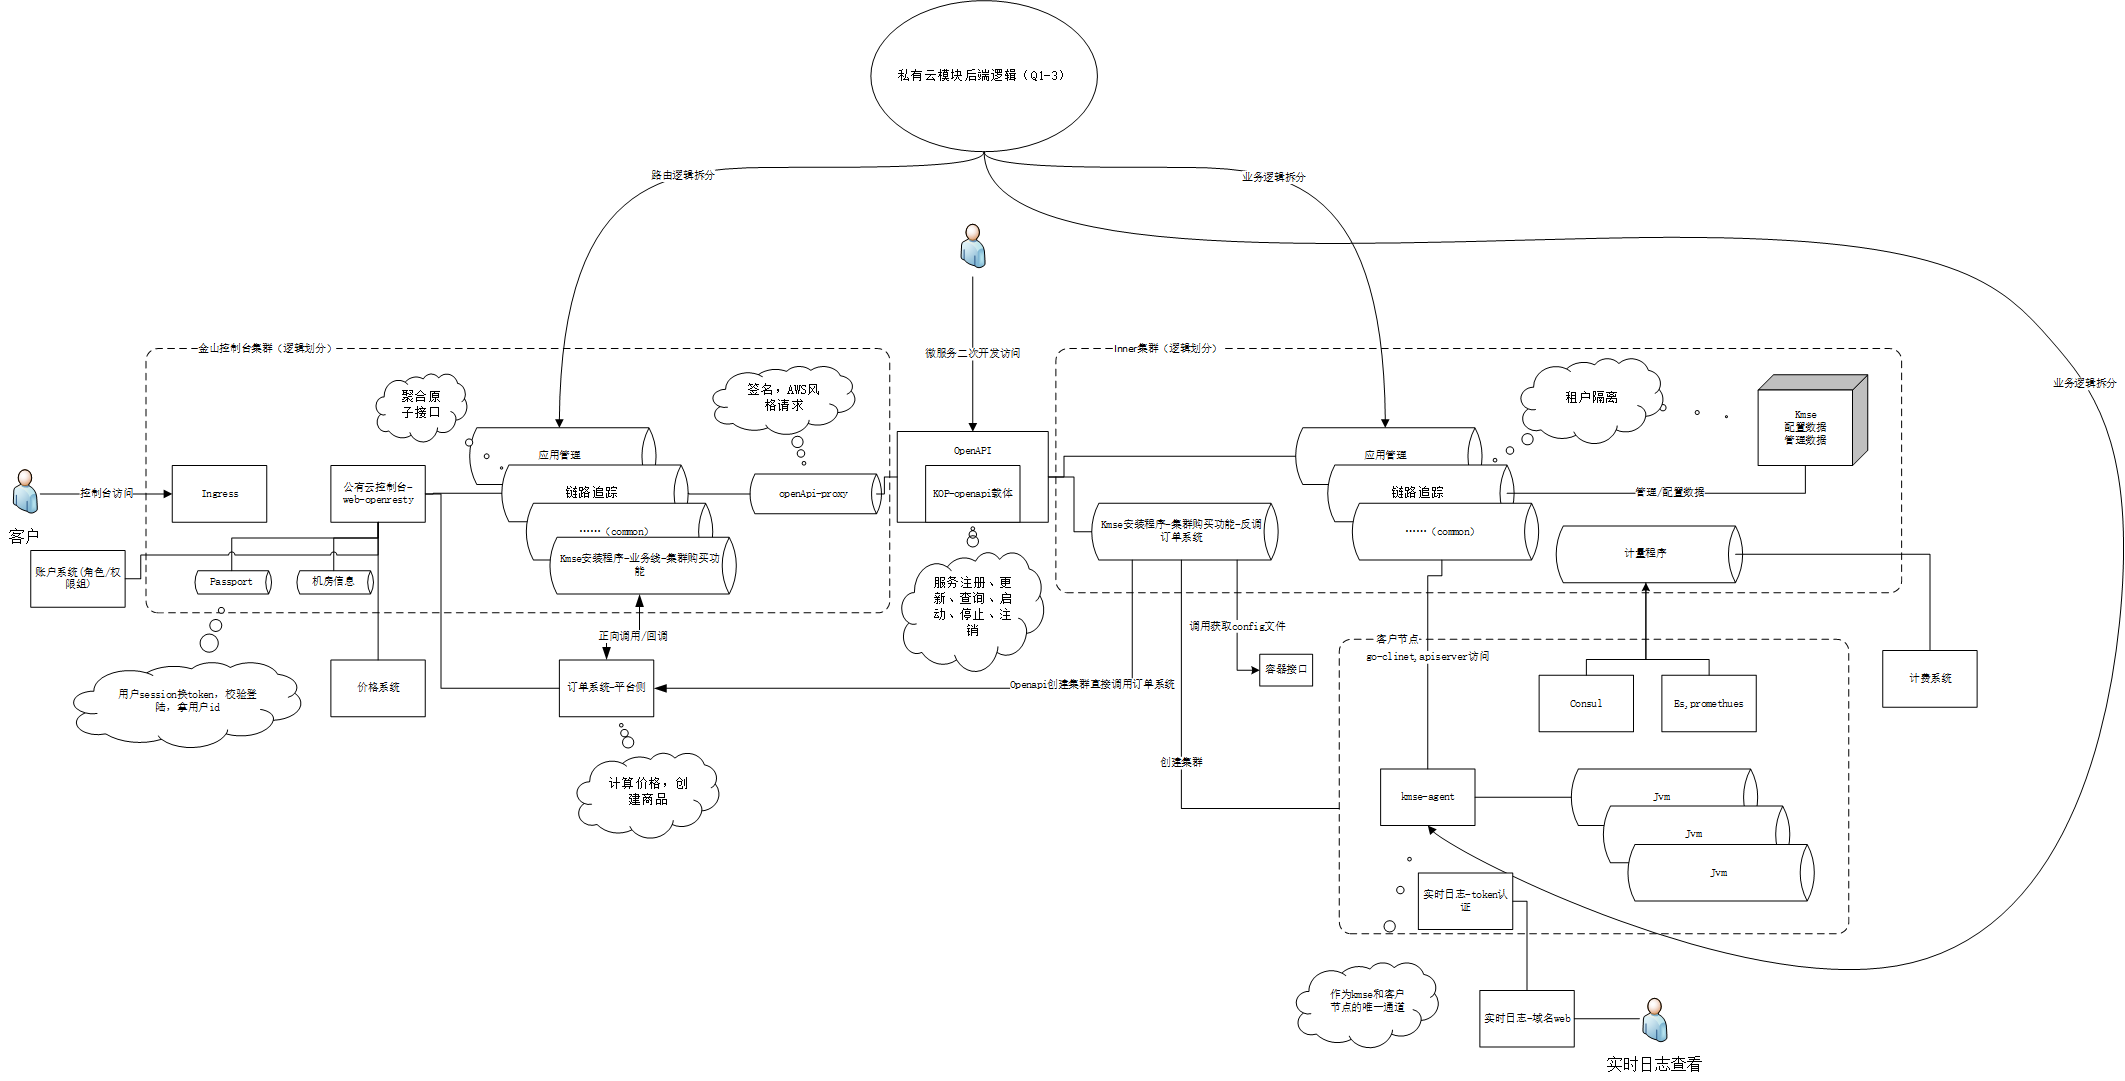 私有云模块后端逻辑（Q1-3）
路由逻辑拆分
业务逻辑拆分
微服务二次开发访问
业务逻辑拆分
金山控制台集群（逻辑划分）
Inner集群（逻辑划分）
聚合原
子接口
签名，AWS风
格请求
租户隔离
Kmse
配置数据
管理数据
应用管理
OpenAPI
应用管理
控制台访问
Ingress
公有云控制台-
web-openresty
链路追踪
openApi-proxy
KOP-openapi载体
链路追踪
管理/配置数据
客户
……（common）
Kmse安装程序-集群购买功能-反调
订单系统
……（common）
计量程序
Kmse安装程序-业务线-集群购买功
能
账户系统(角色/权
限组)
Passport
机房信息
服务注册、更
新、查询、启
动、停止、注
销
正向调用/回调
调用获取config文件
客户节点
go-clinet,apiserver访问
容器接口
计费系统
用户session换token，校验登
陆，拿用户id
价格系统
订单系统-平台侧
Openapi创建集群直接调用订单系统
Consul
Es,promethues
计算价格，创
建商品
创建集群
kmse-agent
Jvm
Jvm
Jvm
实时日志-token认
证
作为kmse和客户
节点的唯一通道
实时日志-域名web
实时日志查看